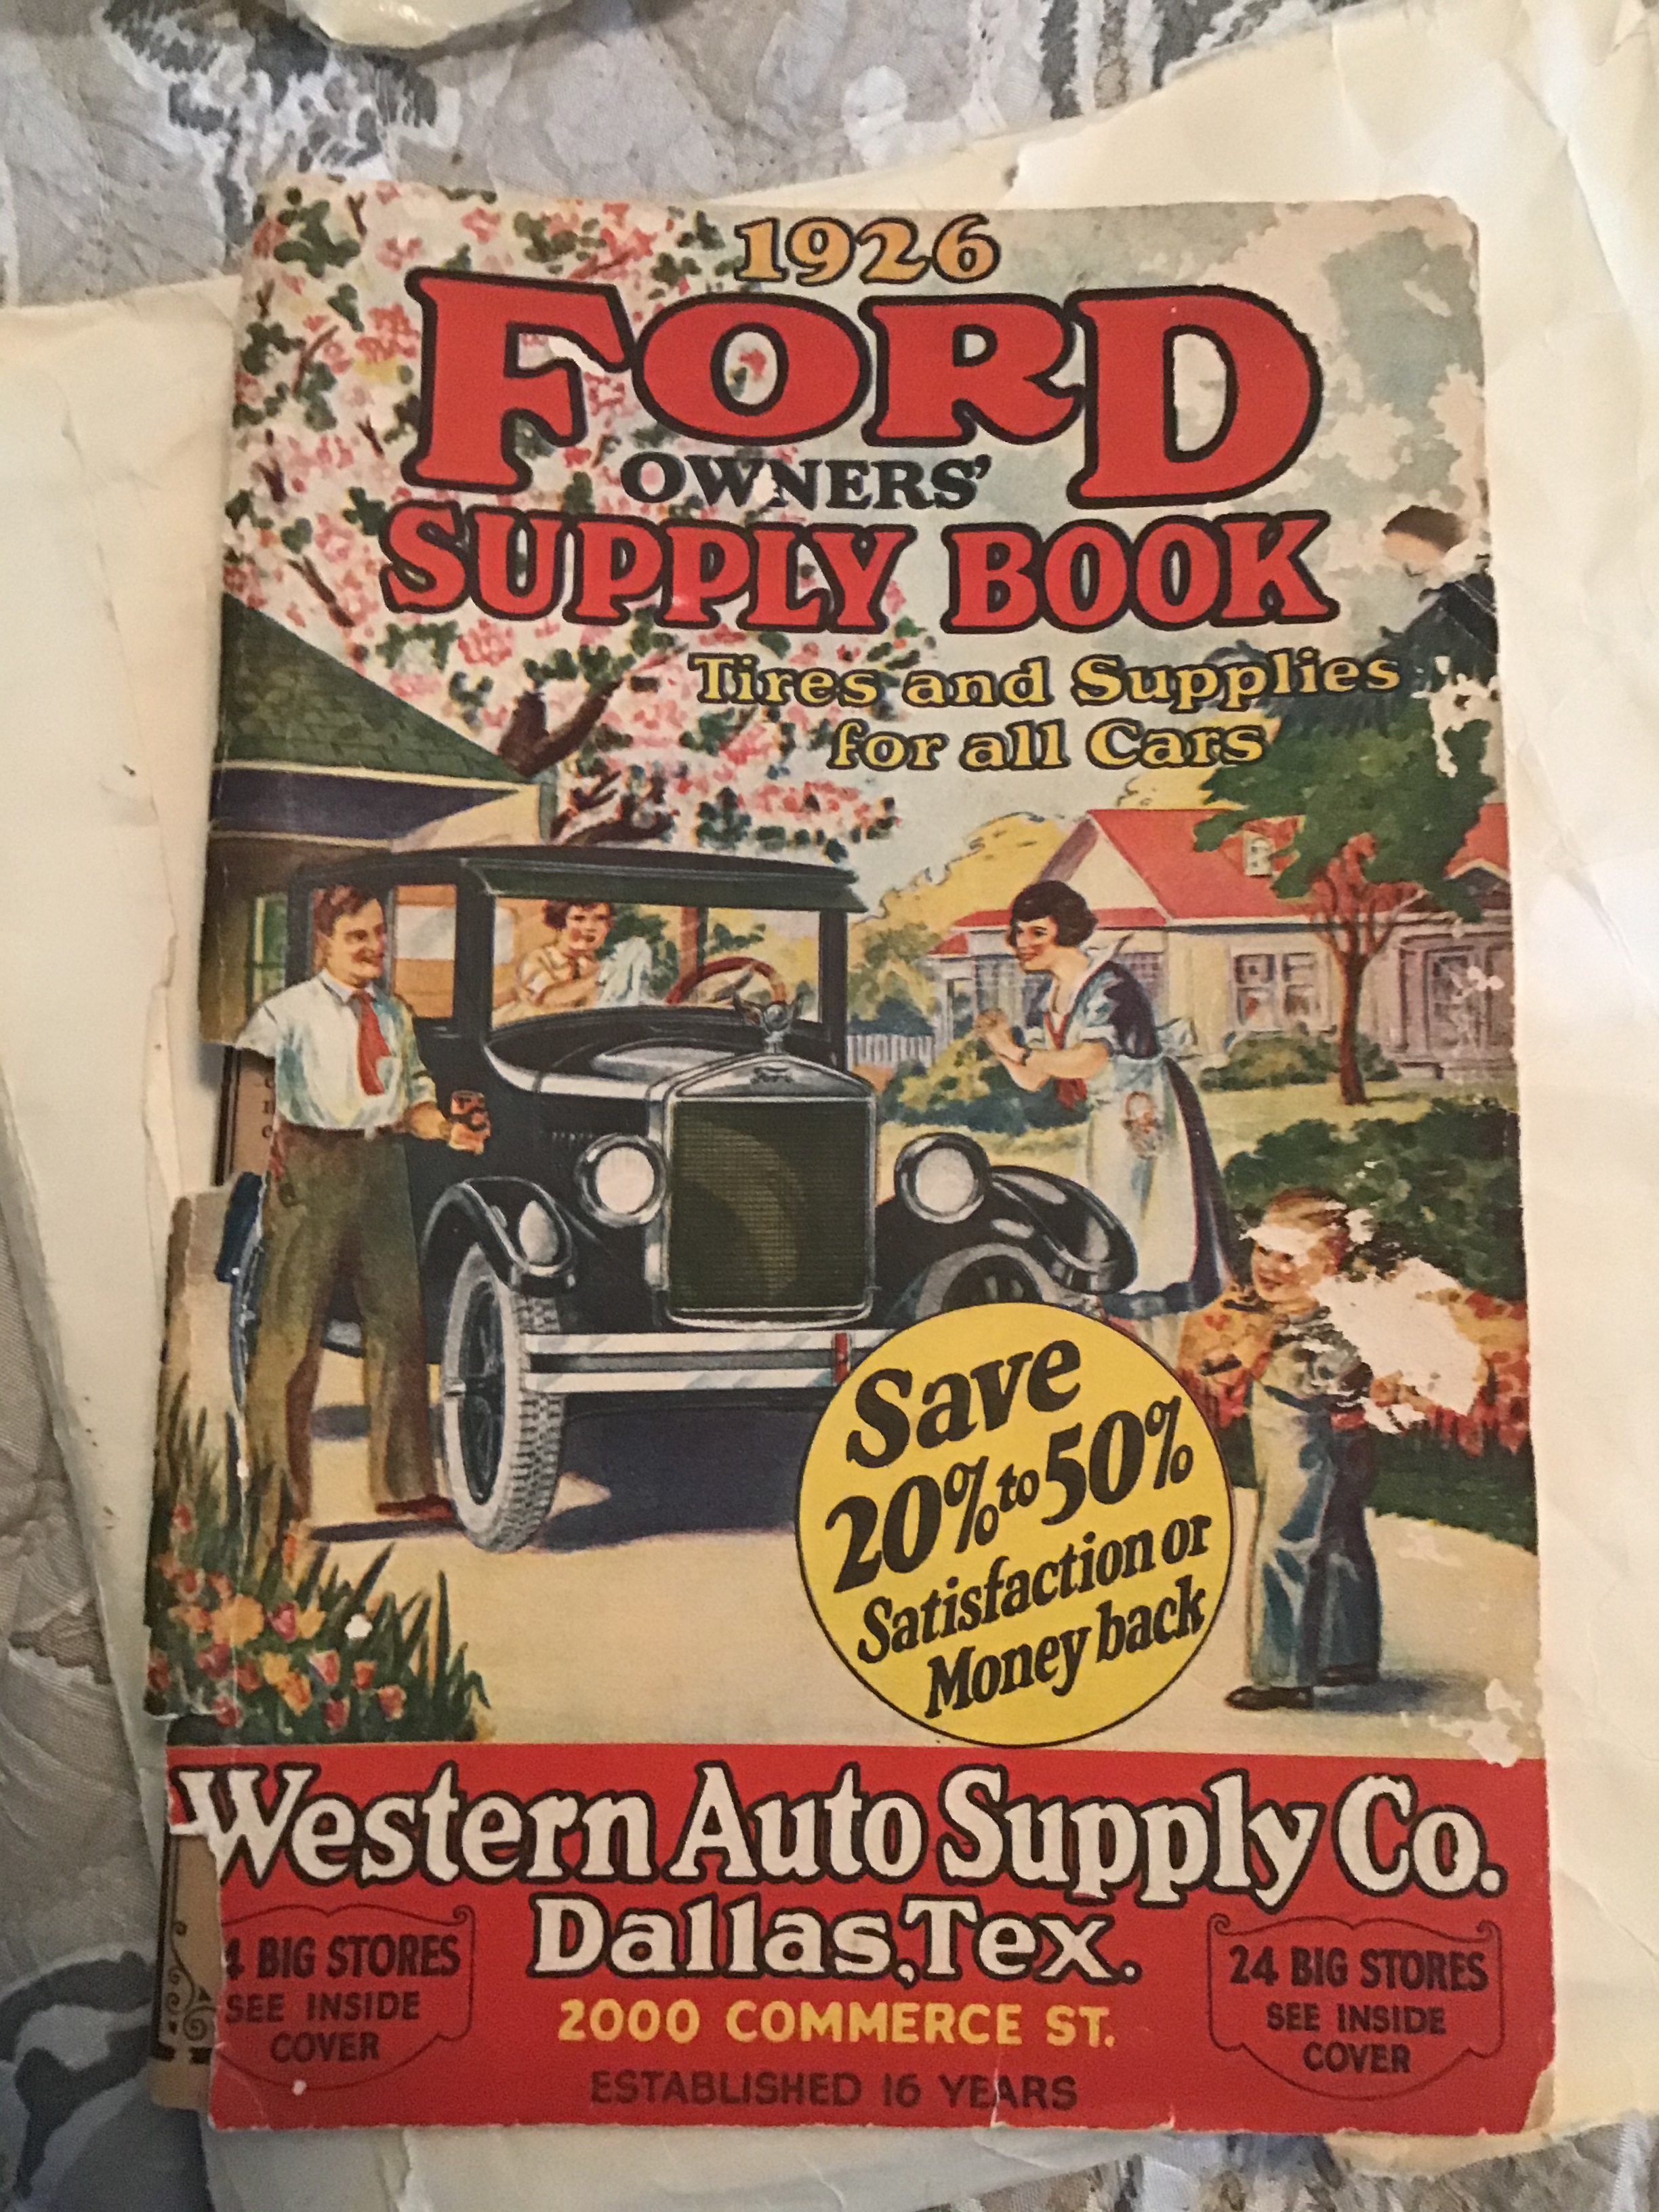 1926
FORD
OWNERS'
SUPPLY BOOK
Tires and Supplies
for all Cars
Ford
Save
20% to 50%
Satisfaction or
Money back
Western Auto Supply Co.
Dallas, Tex.
4 BIG STORES
SEE INSIDE
COVER
2000 COMMERCE ST.
ESTABLISHED 16 YEARS
24 BIG STORES
SEE INSIDE
COVER